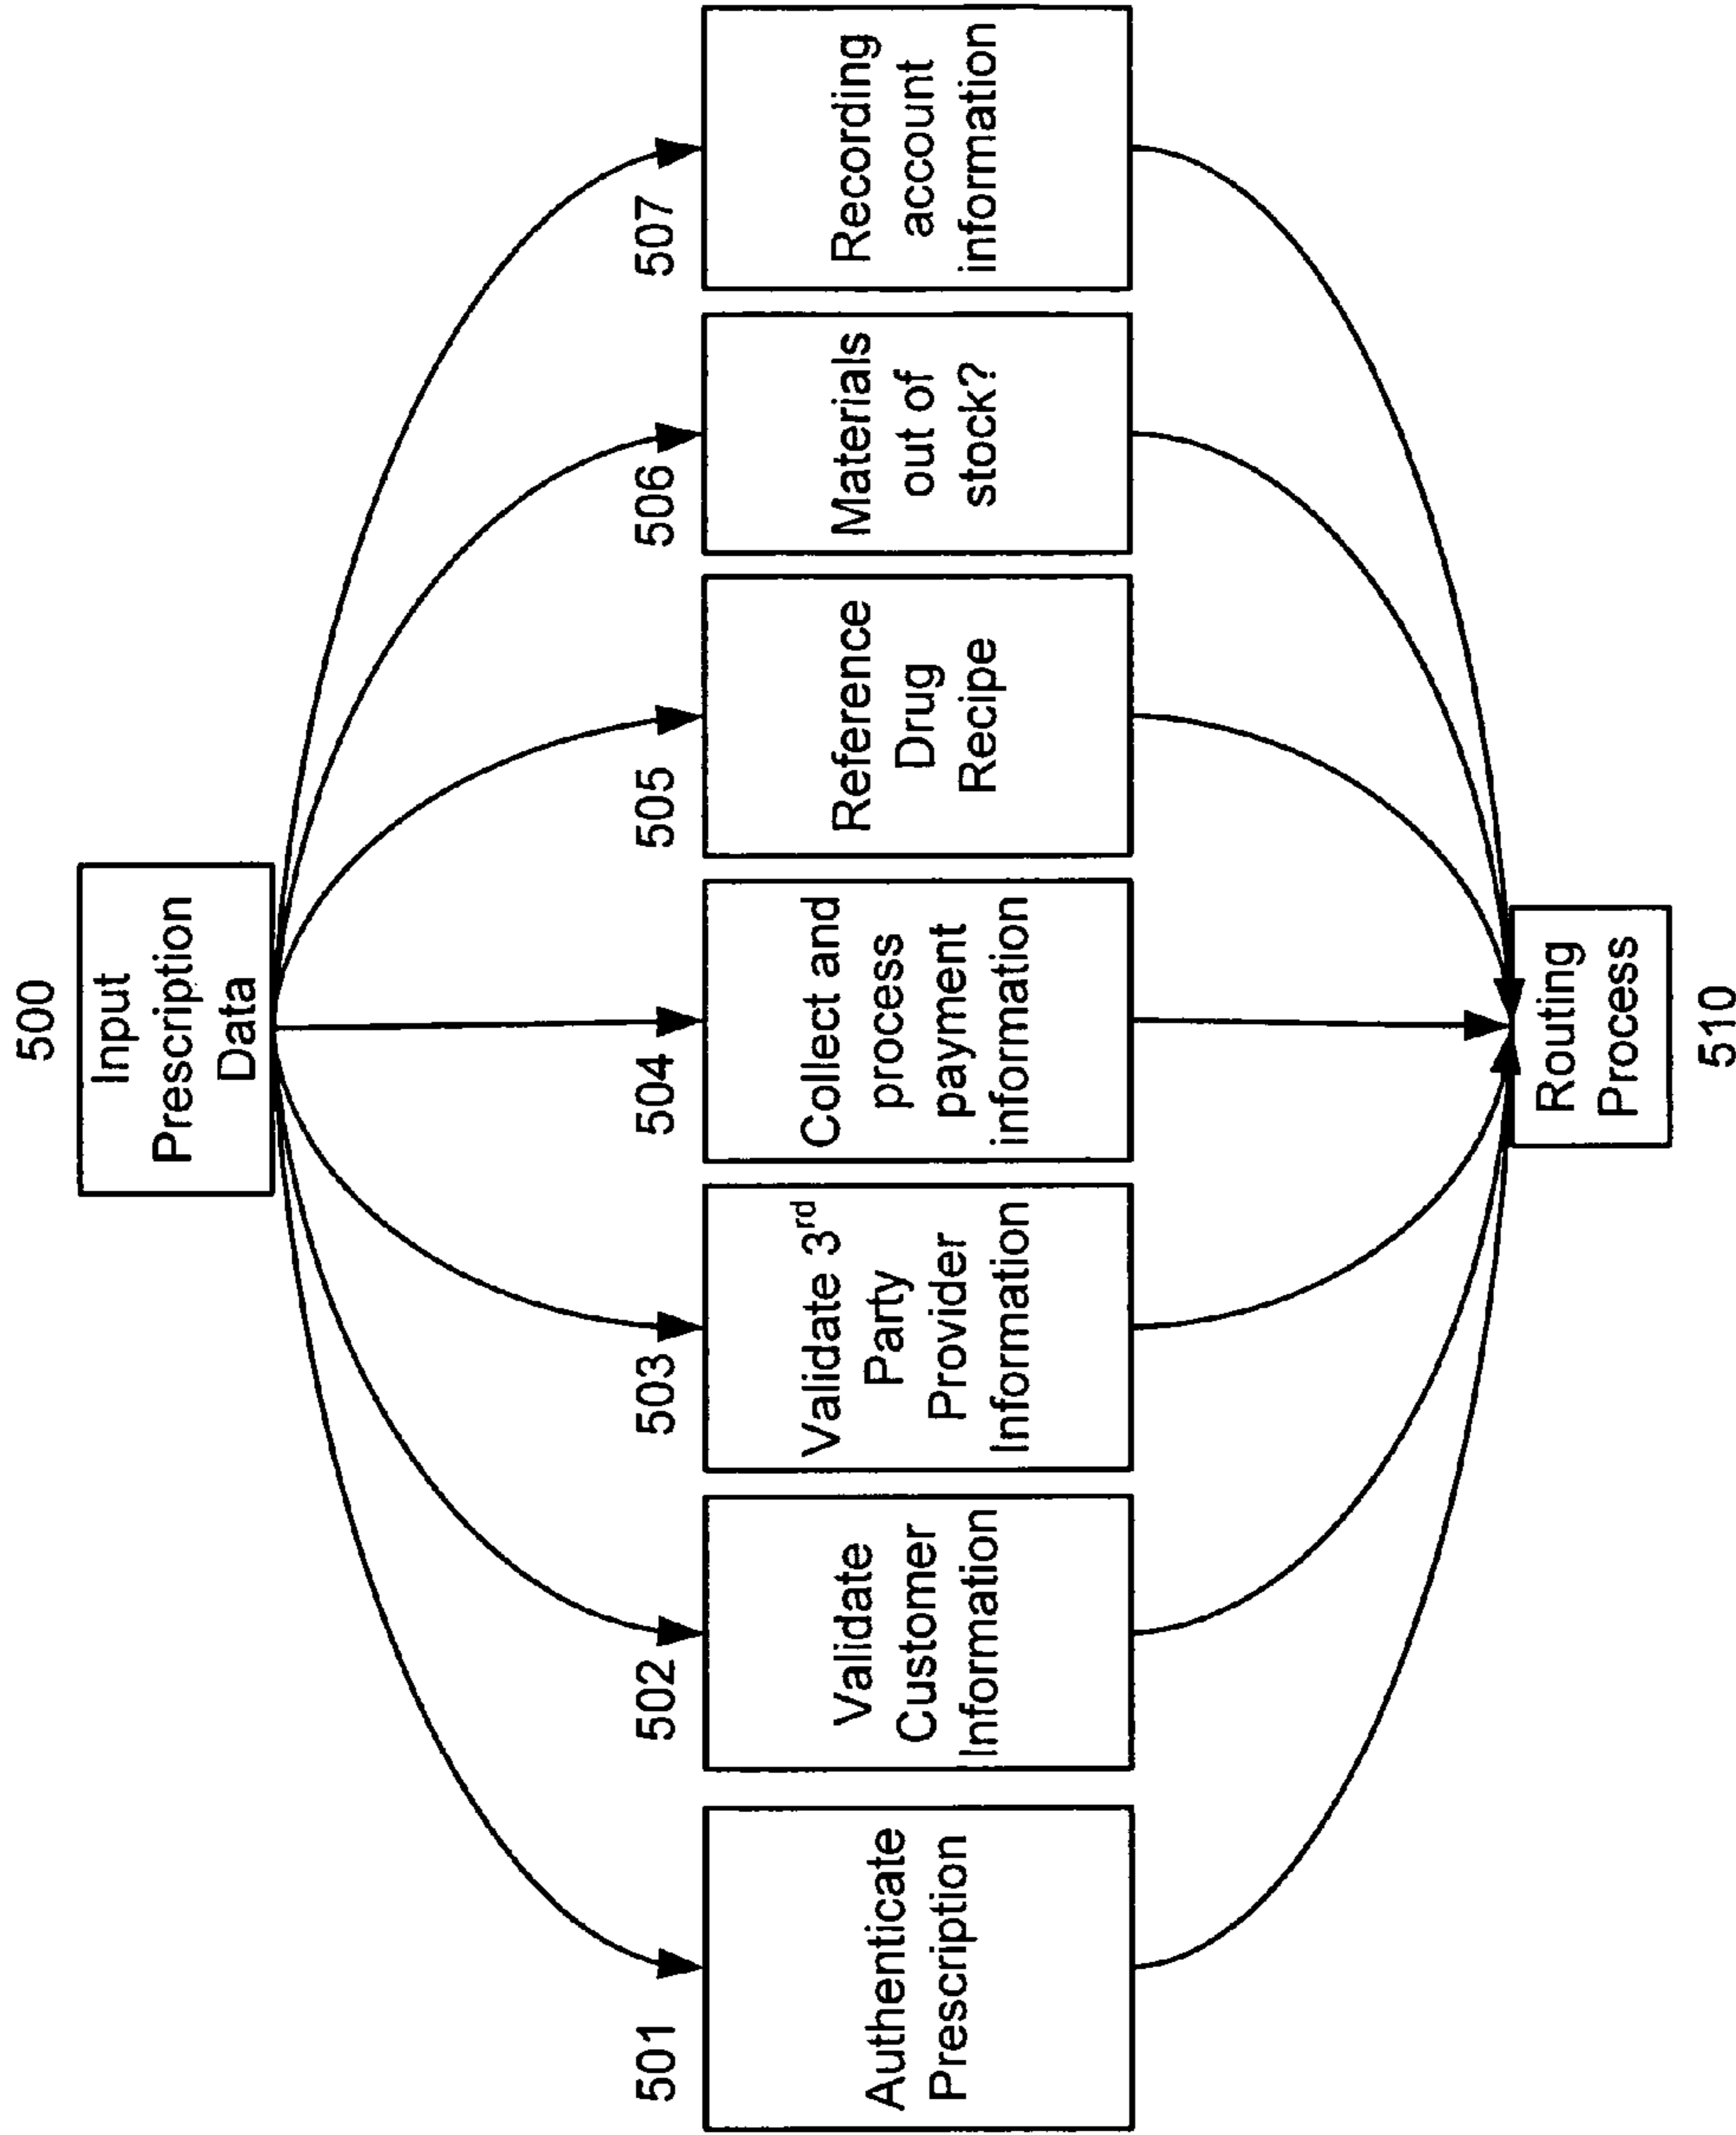 500
Input
Prescription
Data
501
Authenticate
Prescription
502
Validate
Customer
Information
503
Validate 3rd
Party
Provider
Information
504
Collect and
process
payment
information
505
Reference
Drug
Recipe
506
Materials
out of
stock?
507
Recording
account
information
Routing
Process
510